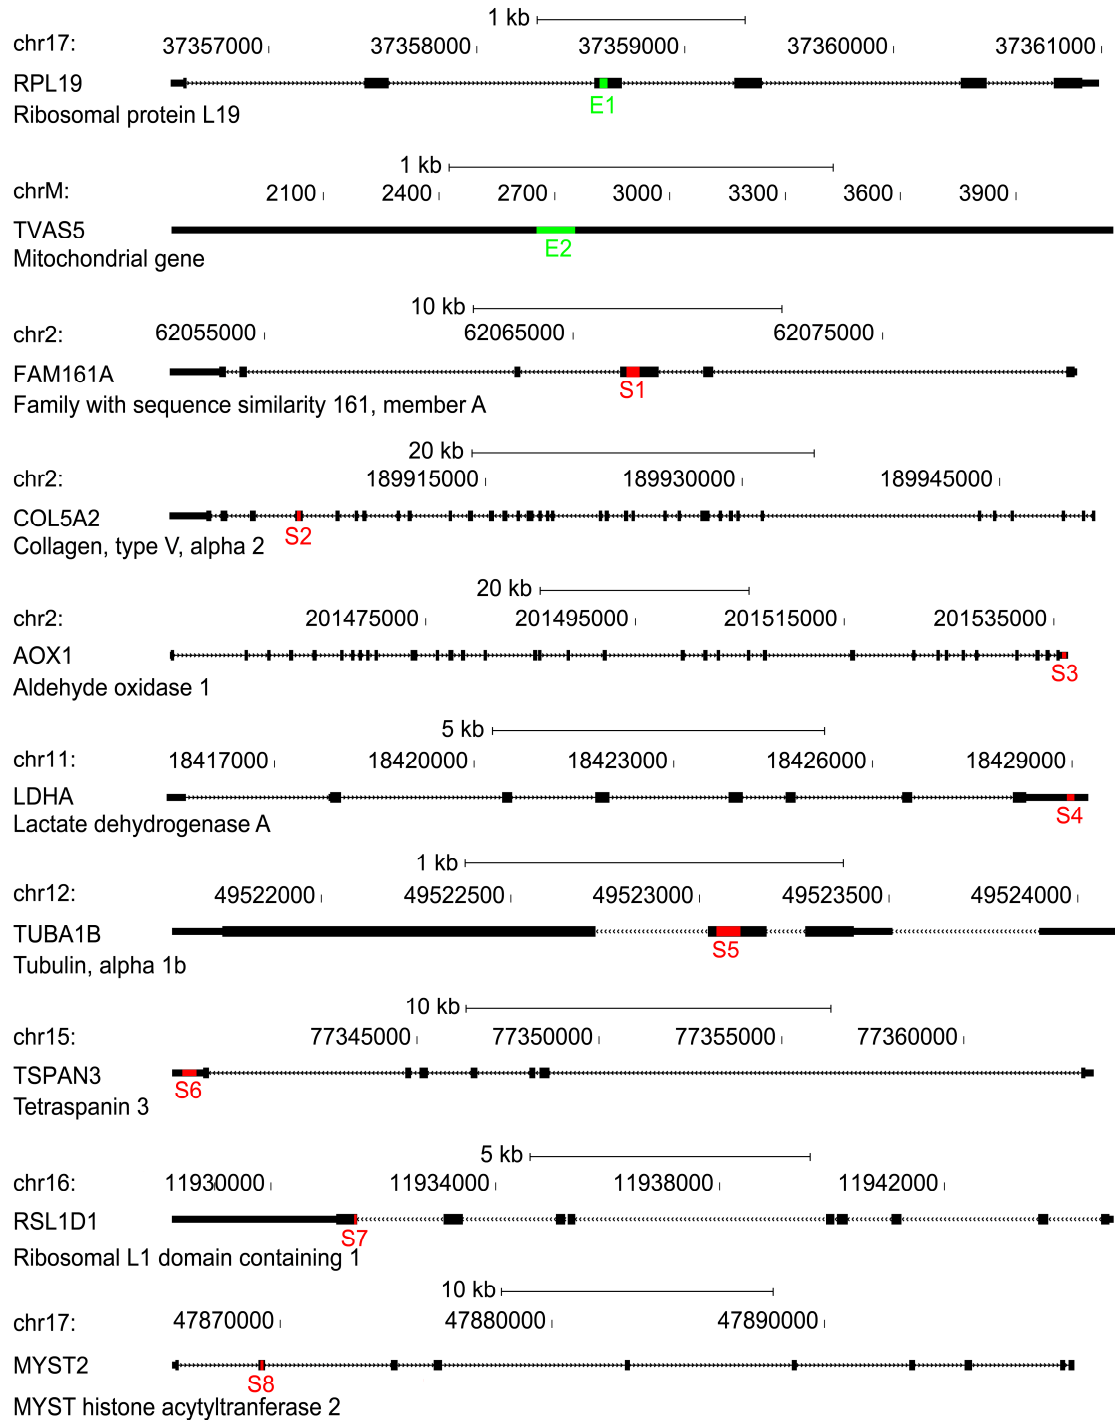 1 kb
chr17: 37357000 37358000 37359000 37360000 37361000
RPL19
E1
Ribosomal protein L19
1 kb
chrM: 2100 2400 2700 3000 3300 3600 3900
TVAS5
E2
Mitochondrial gene
10 kb
chr2: 62055000 62065000 62075000
FAM161A
S1
Family with sequence similarity 161, member A
20 kb
chr2: 189915000 189930000 189945000
COL5A2
S2
Collagen, type V, alpha 2
20 kb
chr2: 201475000 201495000 201515000 201535000
AOX1
S3
Aldehyde oxidase 1
5 kb
chr11: 18417000 18420000 18423000 18426000 18429000
LDHA
S4
Lactate dehydrogenase A
1 kb
chr12: 49522000 49522500 49523000 49523500 49524000
TUBA1B
S5
Tubulin, alpha 1b
10 kb
chr15: 77345000 77350000 77355000 77360000
TSPAN3
S6
Tetraspanin 3
5 kb
chr16: 11930000 11934000 11938000 11942000
RSL1D1
S7
Ribosomal L1 domain containing 1
10 kb
chr17: 47870000 47880000 47890000
MYST2
S8
MYST histone acytyltranferase 2